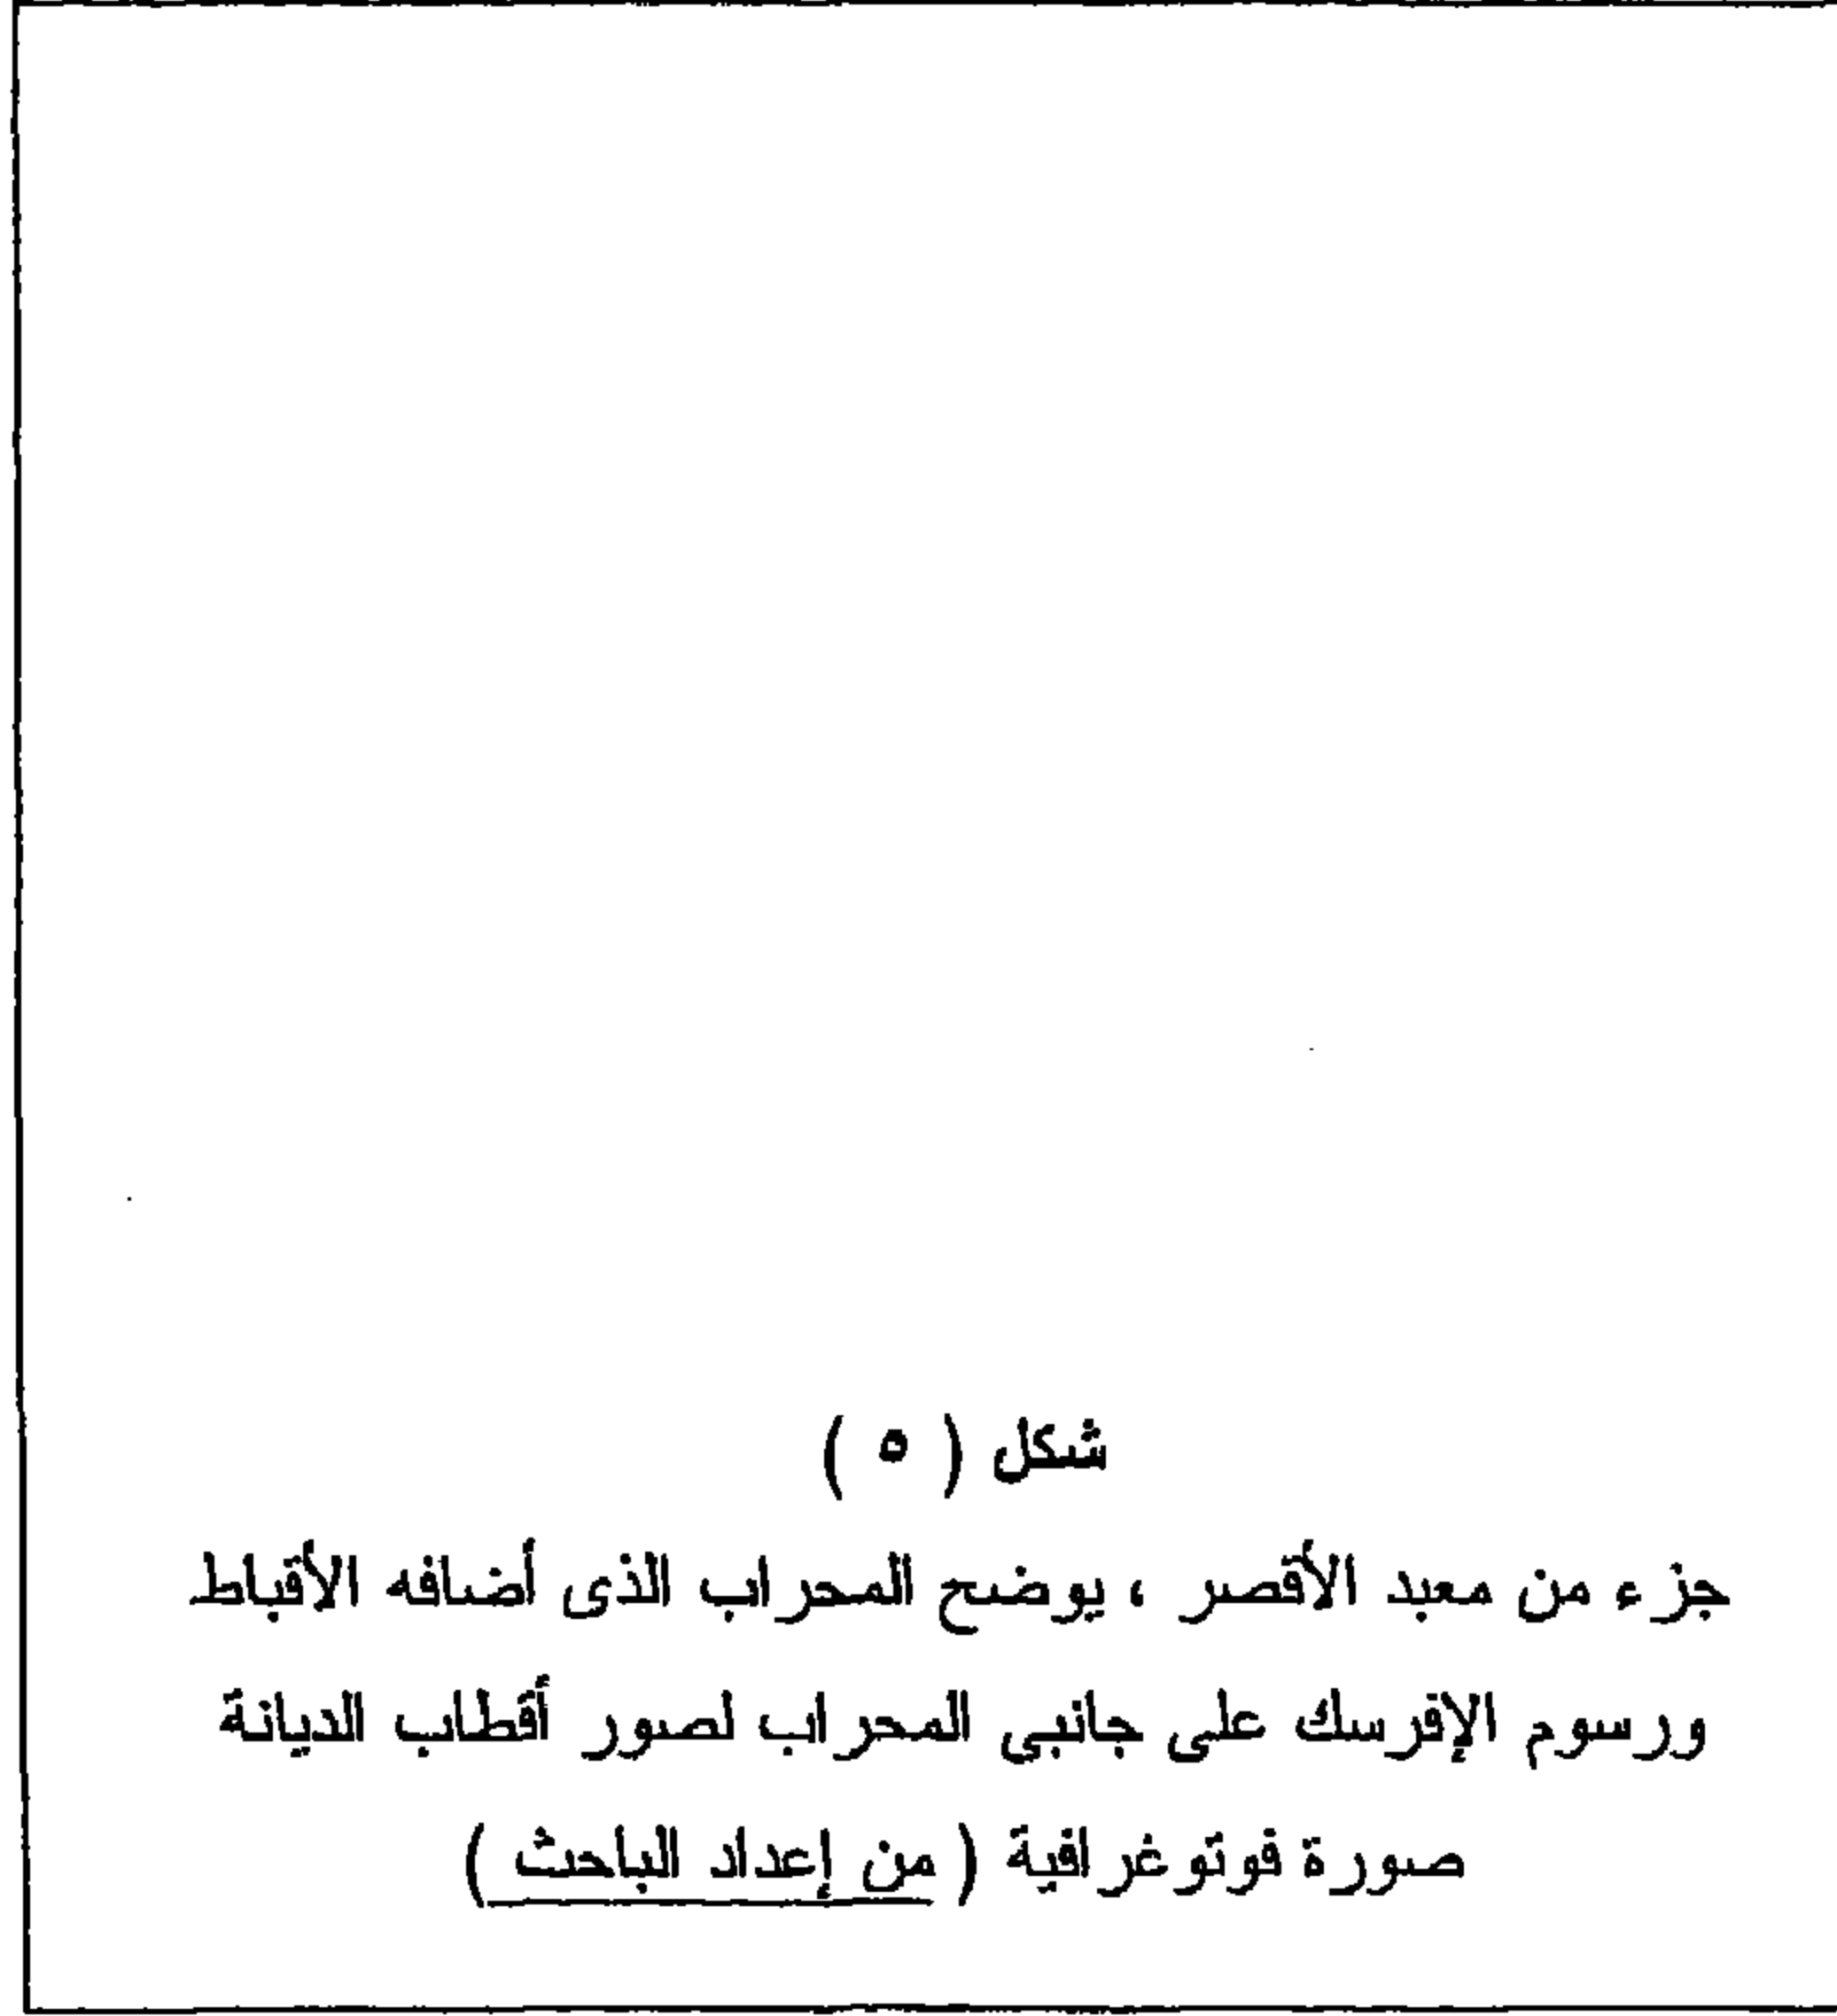 شكل ( ٥ )
جزء من معبد الأقصر ، يوضح المحراب الذى أضافه الأقباط
ورسوم الإفرسك على جانبي المحراب لصور أقطاب الديانة
صورة فوتوغرافية ( من إعداد الباحث )